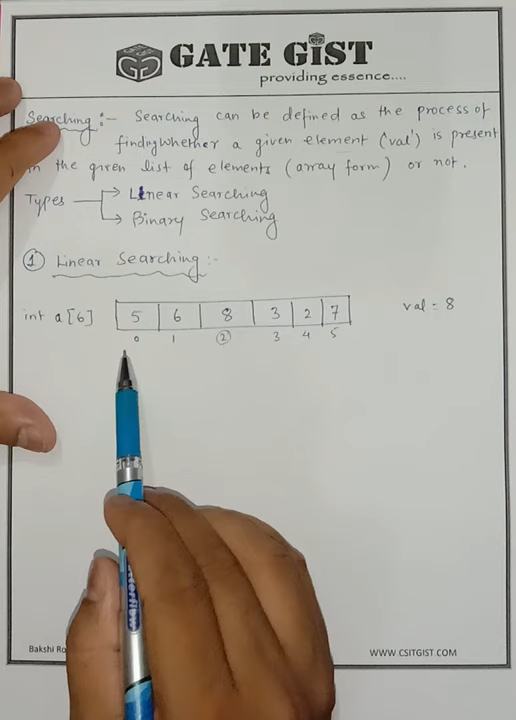 GATE GiST
providing essence....
Searching :- Searching can be defined as the process of
finding whether a given element ('val') is present
in the given list of elements (array form) or not.
Types → Linear Searching
→ Binary Searching
① Linear Searching :-
int a[6] 5 6 8 3 2 7 val = 8
0 1 ② 3 4 5
Bakshi
WWW.CSITGIST.COM